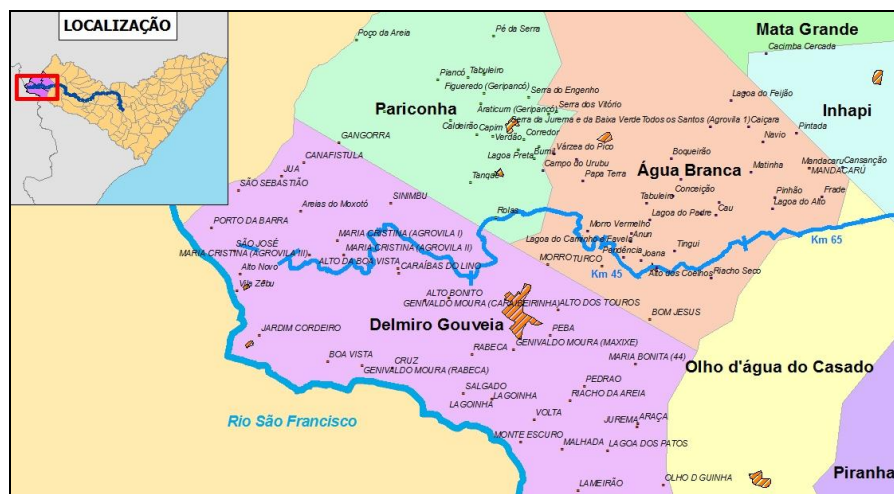 LOCALIZAÇÃO
Poço da Areia
Pé da Serra
Mata Grande
Cacimba Cercada
Piancó
Tabuleiro
Figueredo (Geripancó)
Serra do Engenho
Lagoa do Feijão
Inhapi
Pariconha
Araticum (Geripancó)
Serra dos Vitório
Serra da Jurema e da Baixa Verde
Todos os Santos (Agrovila 1)
Caiçara
Caldeirão
Capim
Verdão
Corredor
Navio
Pintada
GANGORRA
Lagoa Preta
Bumil
Várzea do Pico
Boqueirão
CANAFISTULA
Campo do Urubu
Água Branca
Matinha
Mandacaru
Cansanção
MANDACARÚ
JUA
Tanque
Papa Terra
SÃO SEBASTIÃO
Conceição
Tabuleiro
Pinhão
Frade
SINIMBU
Areias do Moxotó
Lagoa do Alto
Rolas
Lagoa do Padre
Cau
PORTO DA BARRA
Morro Vermelho
MARIA CRISTINA (AGROVILA I)
Lagoa do Caminho
Favela
SÃO JOSÉ
MARIA CRISTINA (AGROVILA II)
Tingui
Km 65
MARIA CRISTINA (AGROVILA III)
ALTO DA BOA VISTA
Pendência
Joana
MORRO
TURCO
Alto Novo
CARAÍBAS DO LINO
Km 45
Alto dos Coelhos
Riacho Seco
Vila Zebu
ALTO BONITO
GENIVALDO MOURA (CARAIBEIRINHA)
ALTO DOS TOUROS
BOM JESUS
Delmiro Gouveia
JARDIM CORDEIRO
PEBA
GENIVALDO MOURA (MAXIXE)
RABECA
BOA VISTA
CRUZ
MARIA BONITA (44)
Olho d'água do Casado
GENIVALDO MOURA (RABECA)
SALGADO
PEDRAO
LAGOINHA
LAGOINHA
RIACHO DA AREIA
Rio São Francisco
VOLTA
JUREMA
ARAÇA
MONTE ESCURO
MALHADA
LAGOA DOS PATOS
Piranha
LAMEIRÃO
OLHO D GUINHA